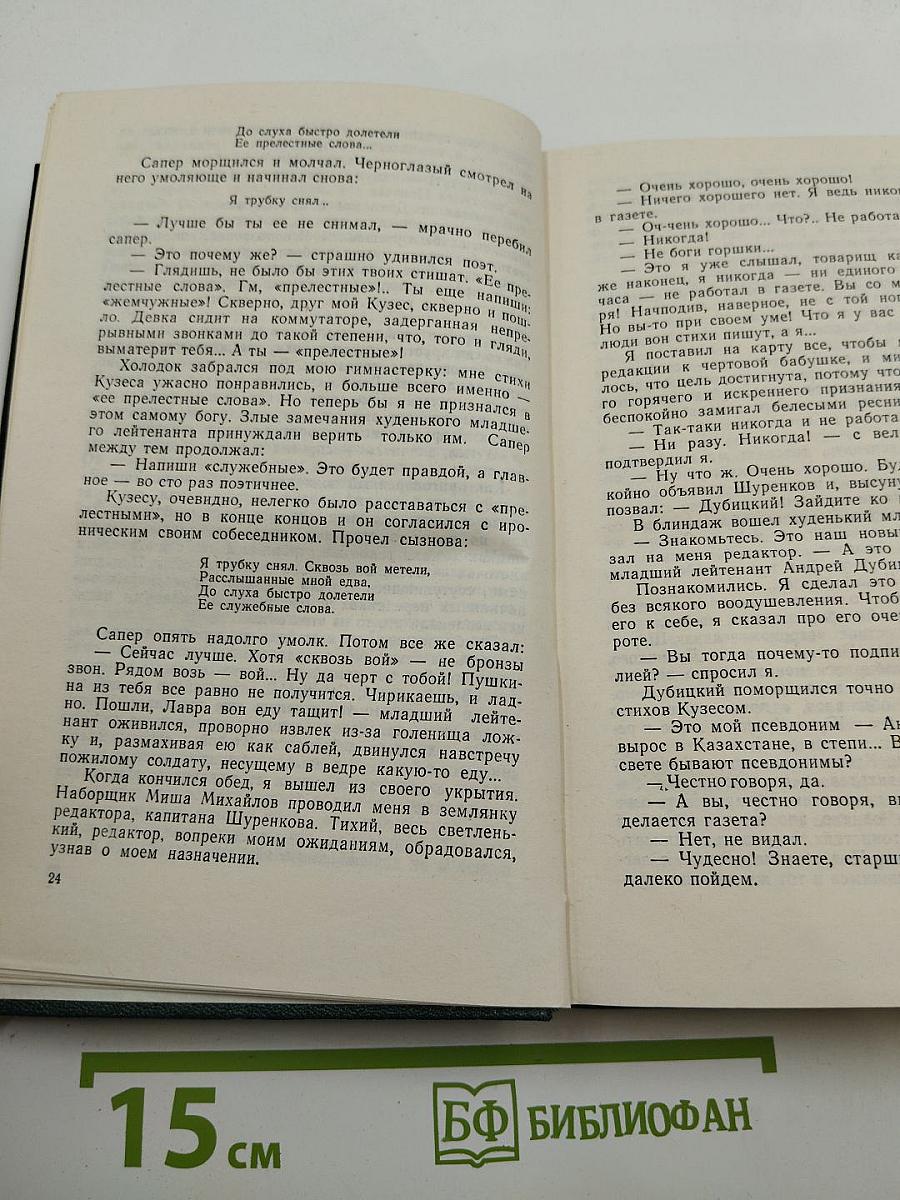 До слуха быстро долетели
Ее прелестные слова...
Сапер морщился и молчал. Черноглазый смотрел на
него умоляюще и начинал снова:
Я трубку снял..
— Лучше бы ты ее не снимал, — мрачно перебил
сапер.
— Это почему же? — страшно удивился поэт.
— Глядишь, не было бы этих твоих стишат. «Ее пре-
лестные слова». Гм, «прелестные»!.. Ты еще напиши:
«жемчужные»! Скверно, друг мой Кузес, скверно и пош-
ло. Девка сидит на коммутаторе, задерганная непре-
рывными звонками до такой степени, что, того и гляди,
выматерит тебя... А ты — «прелестные»!
Холодок забрался под мою гимнастерку: мне стихи
Кузеса ужасно понравились, и больше всего именно —
«ее прелестные слова». Но теперь бы я не признался в
этом самому богу. Злые замечания худенького младше-
го лейтенанта принуждали верить только им. Сапер
между тем продолжал:
— Напиши «служебные». Это будет правдой, а глав-
ное — во сто раз поэтичнее.
Кузесу, очевидно, нелегко было расставаться с «пре-
лестными», но в конце концов и он согласился с иро-
ническим своим собеседником. Прочел сызнова:
Я трубку снял. Сквозь вой метели,
Расслышанные мной едва,
До слуха быстро долетели
Ее служебные слова.
Сапер опять надолго умолк. Потом все же сказал:
— Сейчас лучше. Хотя «сквозь вой» — не бронзы
звон. Рядом возь — вой... Ну да черт с тобой! Пушки-
на из тебя все равно не получится. Чирикаешь, и лад-
но. Пошли, Лавра вон еду тащит! — младший лейте-
нант оживился, проворно извлек из-за голенища лож-
ку и, размахивая ею как саблей, двинулся навстречу
пожилому солдату, несущему в ведре какую-то еду...
Когда кончился обед, я вышел из своего укрытия.
Наборщик Миша Михайлов проводил меня в землянку
редактора, капитана Шуренкова. Тихий, весь светлень-
кий, редактор, вопреки моим ожиданиям, обрадовался,
узнав о моем назначении.
24
— Очень хорошо, очень хорошо!
— Ничего хорошего нет. Я ведь нико
в газете.
— Оч-чень хорошо... Что?.. Не работа
— Никогда!
— Не боги горшки...
— Это я уже слышал, товарищ ка
же наконец, я никогда — ни единого
часа — не работал в газете. Вы со м
ря! Начподив, наверное, не с той ног
Но вы-то при своем уме! Что я у вас
люди вон стихи пишут, а я...
Я поставил на карту все, чтобы
редакции к чертовой бабушке, и ми
лось, что цель достигнута, потому что
го горячего и искреннего признания
беспокойно замигал белесыми ресни
— Так-таки никогда и не работа
— Ни разу. Никогда! — с вел
подтвердил я.
— Ну что ж. Очень хорошо. Бу
койно объявил Шуренков и, высуну
позвал: — Дубицкий! Зайдите ко
В блиндаж вошел худенький мл
— Знакомьтесь. Это наш новы
зал на меня редактор. — А это
младший лейтенант Андрей Дуби
Познакомились. Я сделал это
без всякого воодушевления. Чтоб
его к себе, я сказал про его оче
роте.
— Вы тогда почему-то подпи
лией? — спросил я.
Дубицкий поморщился точно
стихов Кузесом.
— Это мой псевдоним — Ан
вырос в Казахстане, в степи... В
свете бывают псевдонимы?
— Честно говоря, да.
— А вы, честно говоря, в
делается газета?
— Нет, не видал.
— Чудесно! Знаете, старш
далеко пойдем.
15 см
БФ БИБЛИОФАН